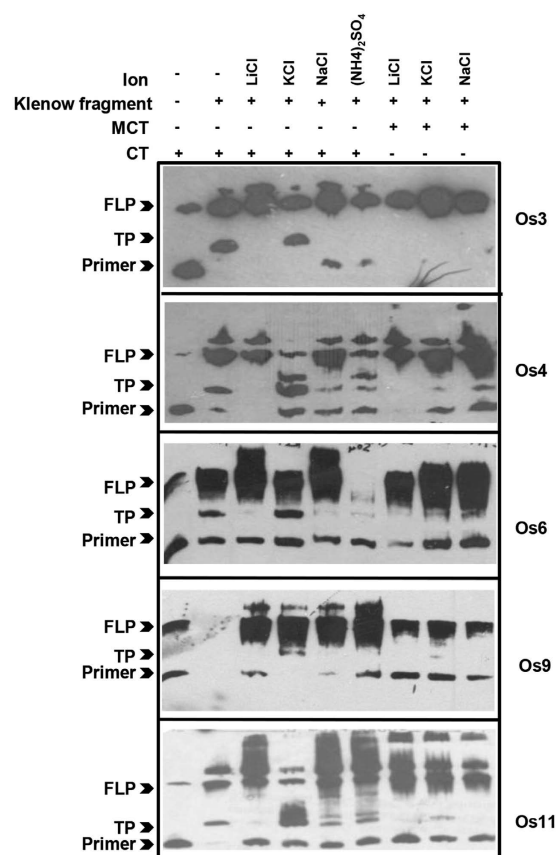 Ion - - LiCl KCl NaCl (NH4)2SO4 LiCl KCl NaCl
Klenow fragment - + + + + + + + +
MCT - - - - - - + + +
CT + + + + + + - - -
FLP
TP
Primer
Os3
FLP
TP
Primer
Os4
FLP
TP
Primer
Os6
FLP
TP
Primer
Os9
FLP
TP
Primer
Os11